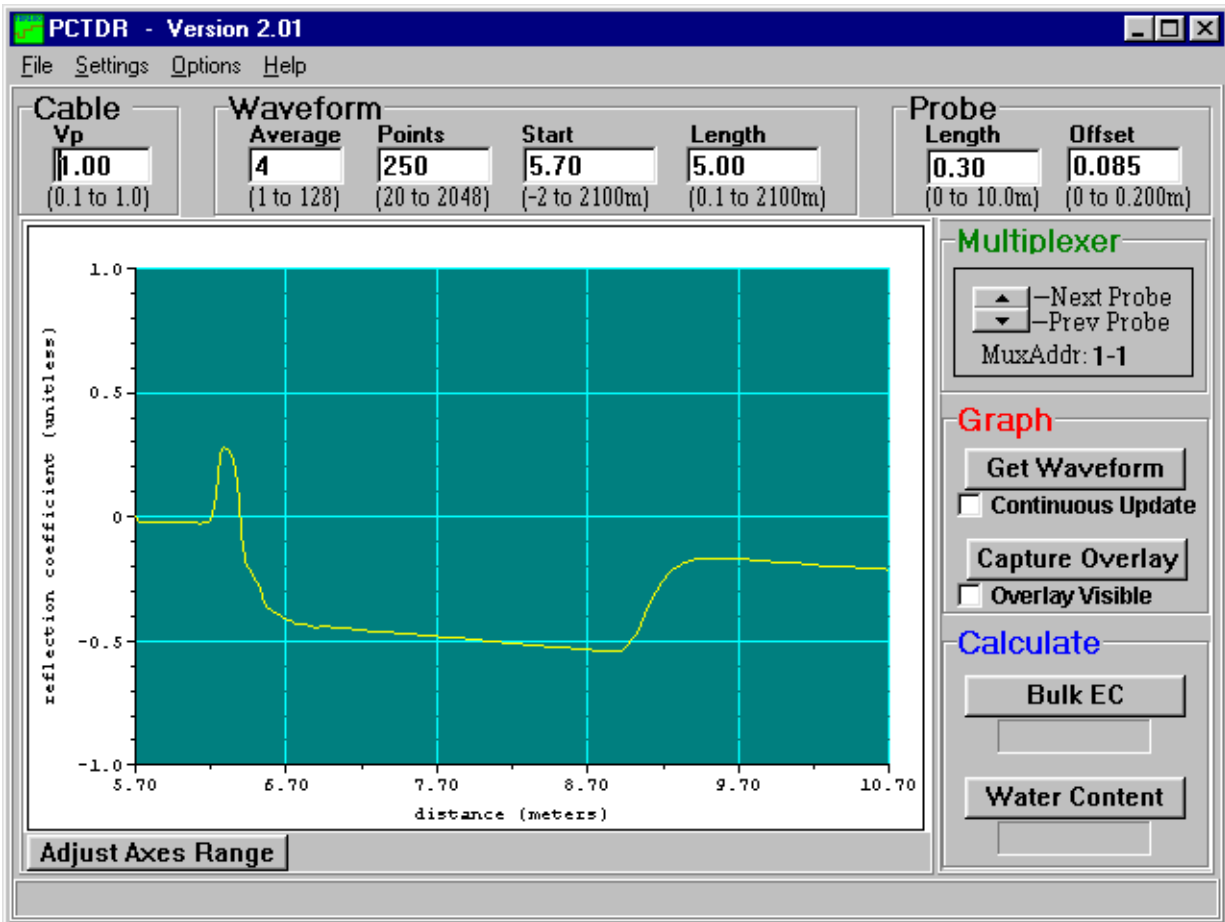 PCTDR - Version 2.01
File Settings Options Help
Cable
Vp
1.00
(0.1 to 1.0)
Waveform
Average Points Start Length
4 250 5.70 5.00
(1 to 128) (20 to 2048) (-2 to 2100m) (0.1 to 2100m)
Probe
Length Offset
0.30 0.085
(0 to 10.0m) (0 to 0.200m)
reflection coefficient (unitless)
1.0
0.5
0
-0.5
-1.0
5.70 6.70 7.70 8.70 9.70 10.70
distance (meters)
Adjust Axes Range
Multiplexer
Next Probe
Prev Probe
MuxAddr: 1-1
Graph
Get Waveform
Continuous Update
Capture Overlay
Overlay Visible
Calculate
Bulk EC
Water Content